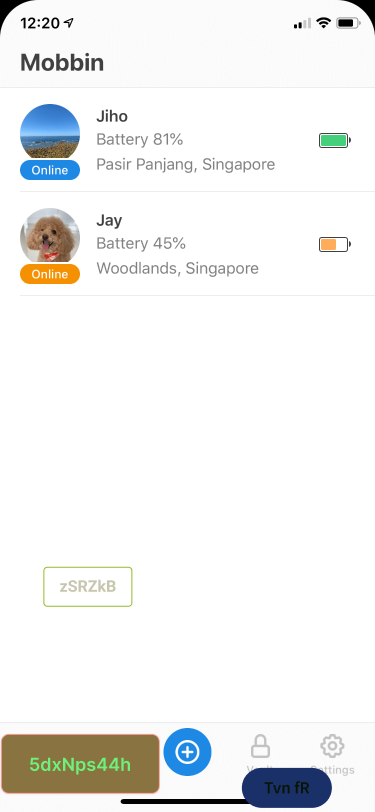 12:20
Mobbin
Jiho
Battery 81%
Pasir Panjang, Singapore
Online
Jay
Battery 45%
Woodlands, Singapore
Online
zSRZkB
5dxNps44h
Settings
Tvn fR